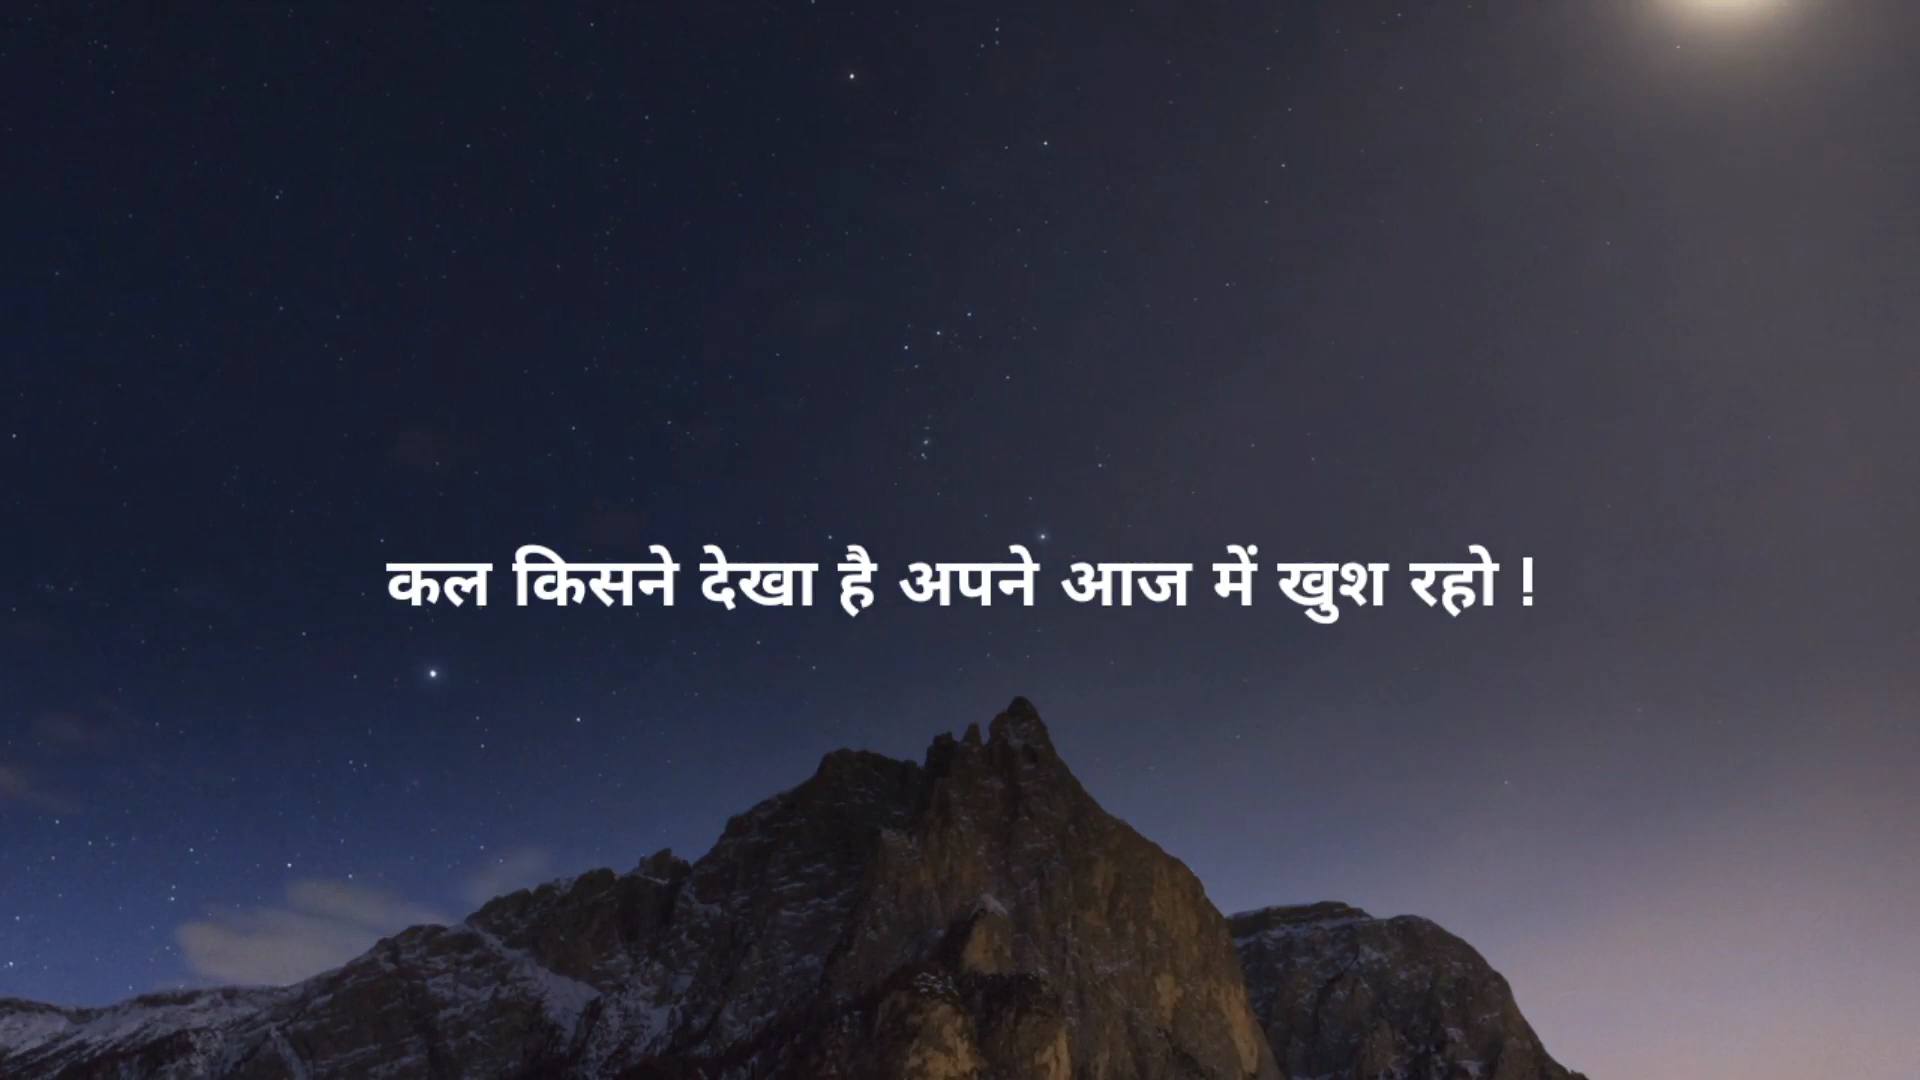 कल किसने देखा है अपने आज में खुश रहो !